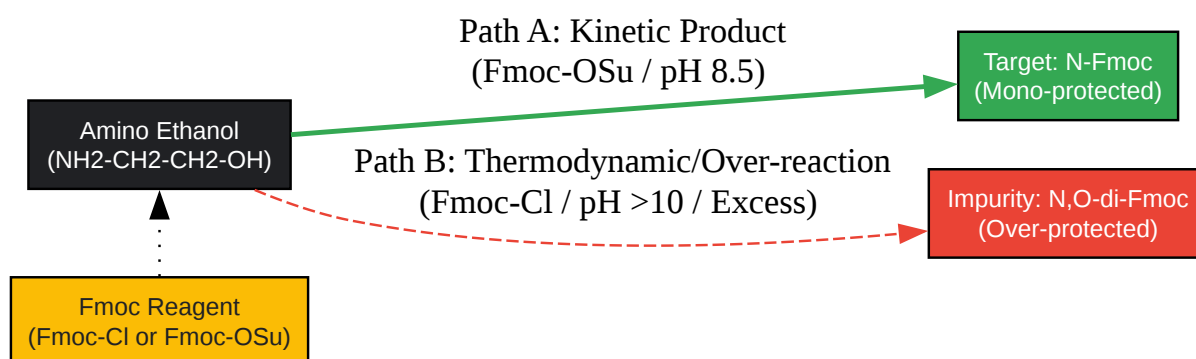 Path A: Kinetic Product
(Fmoc-OSu / pH 8.5)
Target: N-Fmoc
(Mono-protected)
Amino Ethanol
(NH2-CH2-CH2-OH)
Path B: Thermodynamic/Over-reaction
(Fmoc-Cl / pH >10 / Excess)
Impurity: N,O-di-Fmoc
(Over-protected)
Fmoc Reagent
(Fmoc-Cl or Fmoc-OSu)